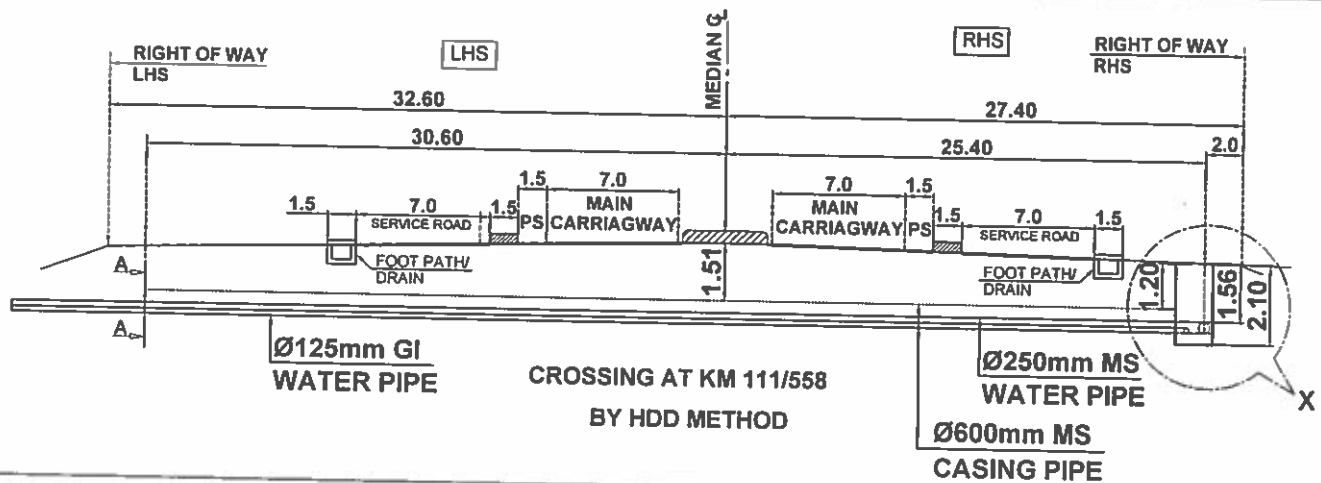 RIGHT OF WAY
LHS
LHS
MEDIAN ℄
RHS
RIGHT OF WAY
RHS
32.60
27.40
30.60
25.40
2.0
1.5
7.0
1.5
1.5
7.0
7.0
1.5
1.5
7.0
1.5
SERVICE ROAD
PS
MAIN
CARRIAGWAY
MAIN
CARRIAGWAY
PS
SERVICE ROAD
A
A
FOOT PATH/
DRAIN
1.51
FOOT PATH/
DRAIN
1.20
1.56
2.10
Ø125mm GI
WATER PIPE
CROSSING AT KM 111/558
BY HDD METHOD
Ø250mm MS
WATER PIPE
X
Ø600mm MS
CASING PIPE